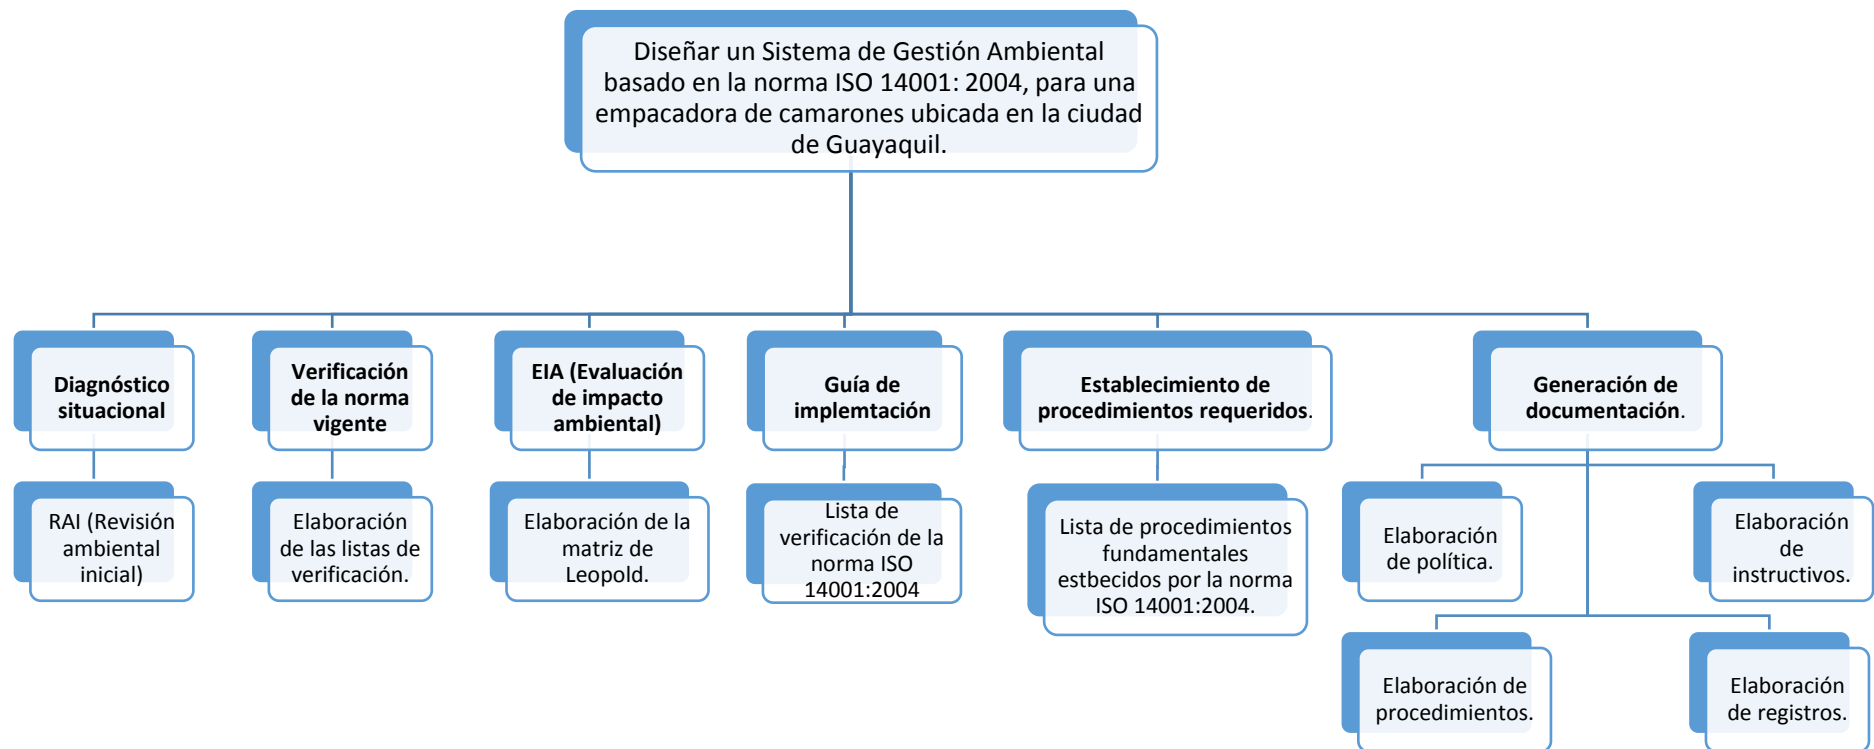 Diseñar un Sistema de Gestión Ambiental
basado en la norma ISO 14001: 2004, para una
empacadora de camarones ubicada en la ciudad
de Guayaquil.
Diagnóstico
situacional
Verificación
de la norma
vigente
EIA (Evaluación
de impacto
ambiental)
Guía de
implemtación
Establecimiento de
procedimientos requeridos.
Generación de
documentación.
RAI (Revisión
ambiental
inicial)
Elaboración
de las listas de
verificación.
Elaboración de la
matriz de
Leopold.
Lista de
verificación de la
norma ISO
14001:2004
Lista de procedimientos
fundamentales
estbecidos por la norma
ISO 14001:2004.
Elaboración
de política.
Elaboración
de
instructivos.
Elaboración de
procedimientos.
Elaboración
de registros.